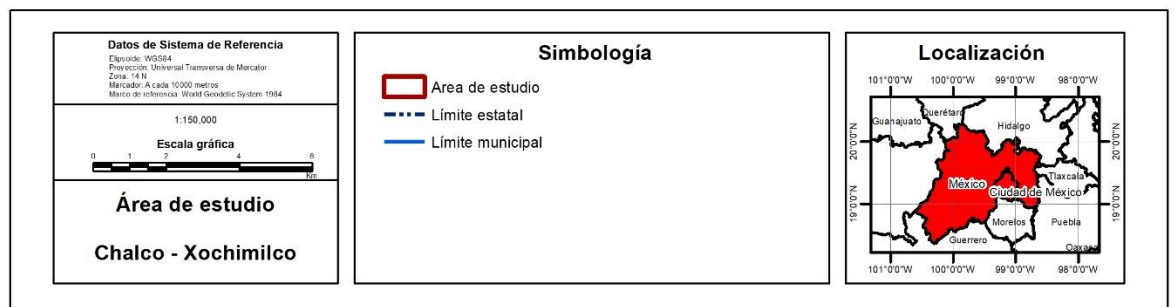 Datos de Sistema de Referencia
Elipsoide: WGS84
Proyección: Universal Transversa de Mercator
Zona: 14 N
Marcador: A cada 10000 metros
Marco de referencia: World Geodetic System 1984
1:150,000
Escala gráfica
0 1 2 4 6
Km
Área de estudio
Chalco - Xochimilco
Simbología
Area de estudio
Límite estatal
Límite municipal
Localización
101°0'0"W 100°0'0"W 99°0'0"W 98°0'0"W
Querétaro
Guanajuato
Hidalgo
20°0'0"N 20°0'0"N
Tlaxcala
México
Ciudad de México
19°0'0"N 19°0'0"N
Morelos
Puebla
Guerrero
Oaxaca
101°0'0"W 100°0'0"W 99°0'0"W 98°0'0"W